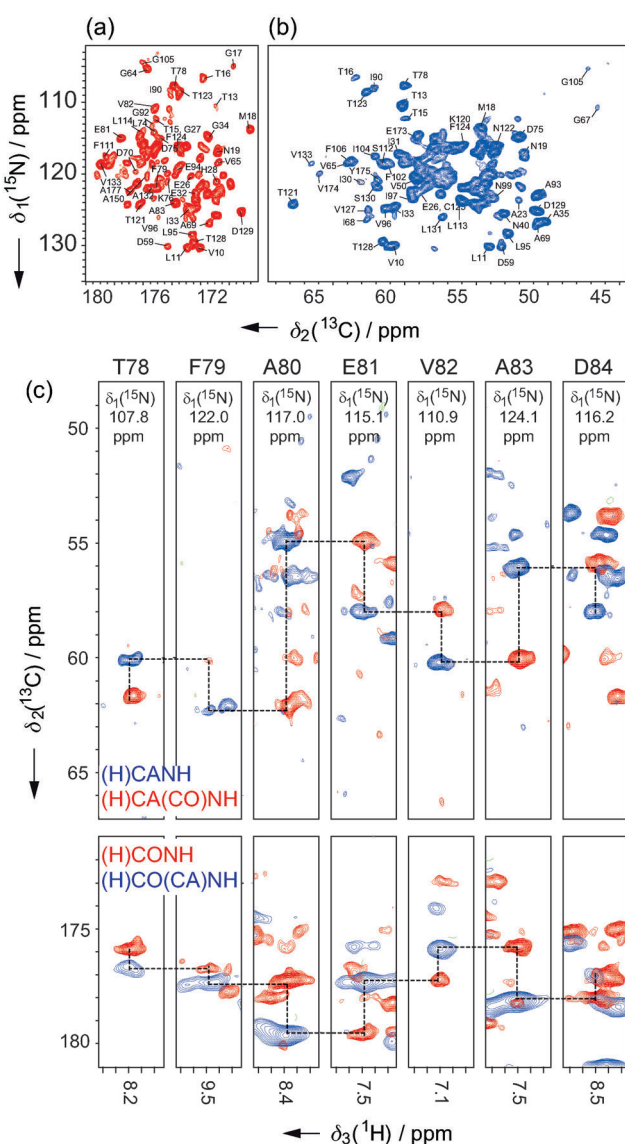 (a)
(b)
G105
G17
G64
T78
T16
I90
T123
T13
V82
G92
L114
T15
G34
L74
F124
M18
E81
D75
G27
F111
D70
N19
F79
E94
V65
V133
H28
A177
A132
E26
A150
K76
E32
A83
I33
T121
A69
D129
V96
L95
T128
D59
L11
V10
110
120
130
δ₁(¹⁵N) / ppm
180
176
172
T16
I90
T78
G105
T123
T13
T15
G67
M18
K120
E173
F124
N122
D75
F106
I104
S112
I31
N19
V133
Y175
F102
I30
V50
V174
S130
N99
A93
T121
I97
V127
I33
E26
C125
A23
D129
V96
L131
L113
N40
A35
I68
A69
L95
T128
V10
L11
D59
65
60
55
50
45
δ₂(¹³C) / ppm
(c)
T78 F79 A80 E81 V82 A83 D84
δ₁(¹⁵N) δ₁(¹⁵N) δ₁(¹⁵N) δ₁(¹⁵N) δ₁(¹⁵N) δ₁(¹⁵N) δ₁(¹⁵N)
107.8 122.0 117.0 115.1 110.9 124.1 116.2
ppm ppm ppm ppm ppm ppm ppm
50
55
60
65
δ₂(¹³C) / ppm
(H)CANH
(H)CA(CO)NH
(H)CONH
(H)CO(CA)NH
175
180
8.2 9.5 8.4 7.5 7.1 7.5 8.5
δ₃(¹H) / ppm